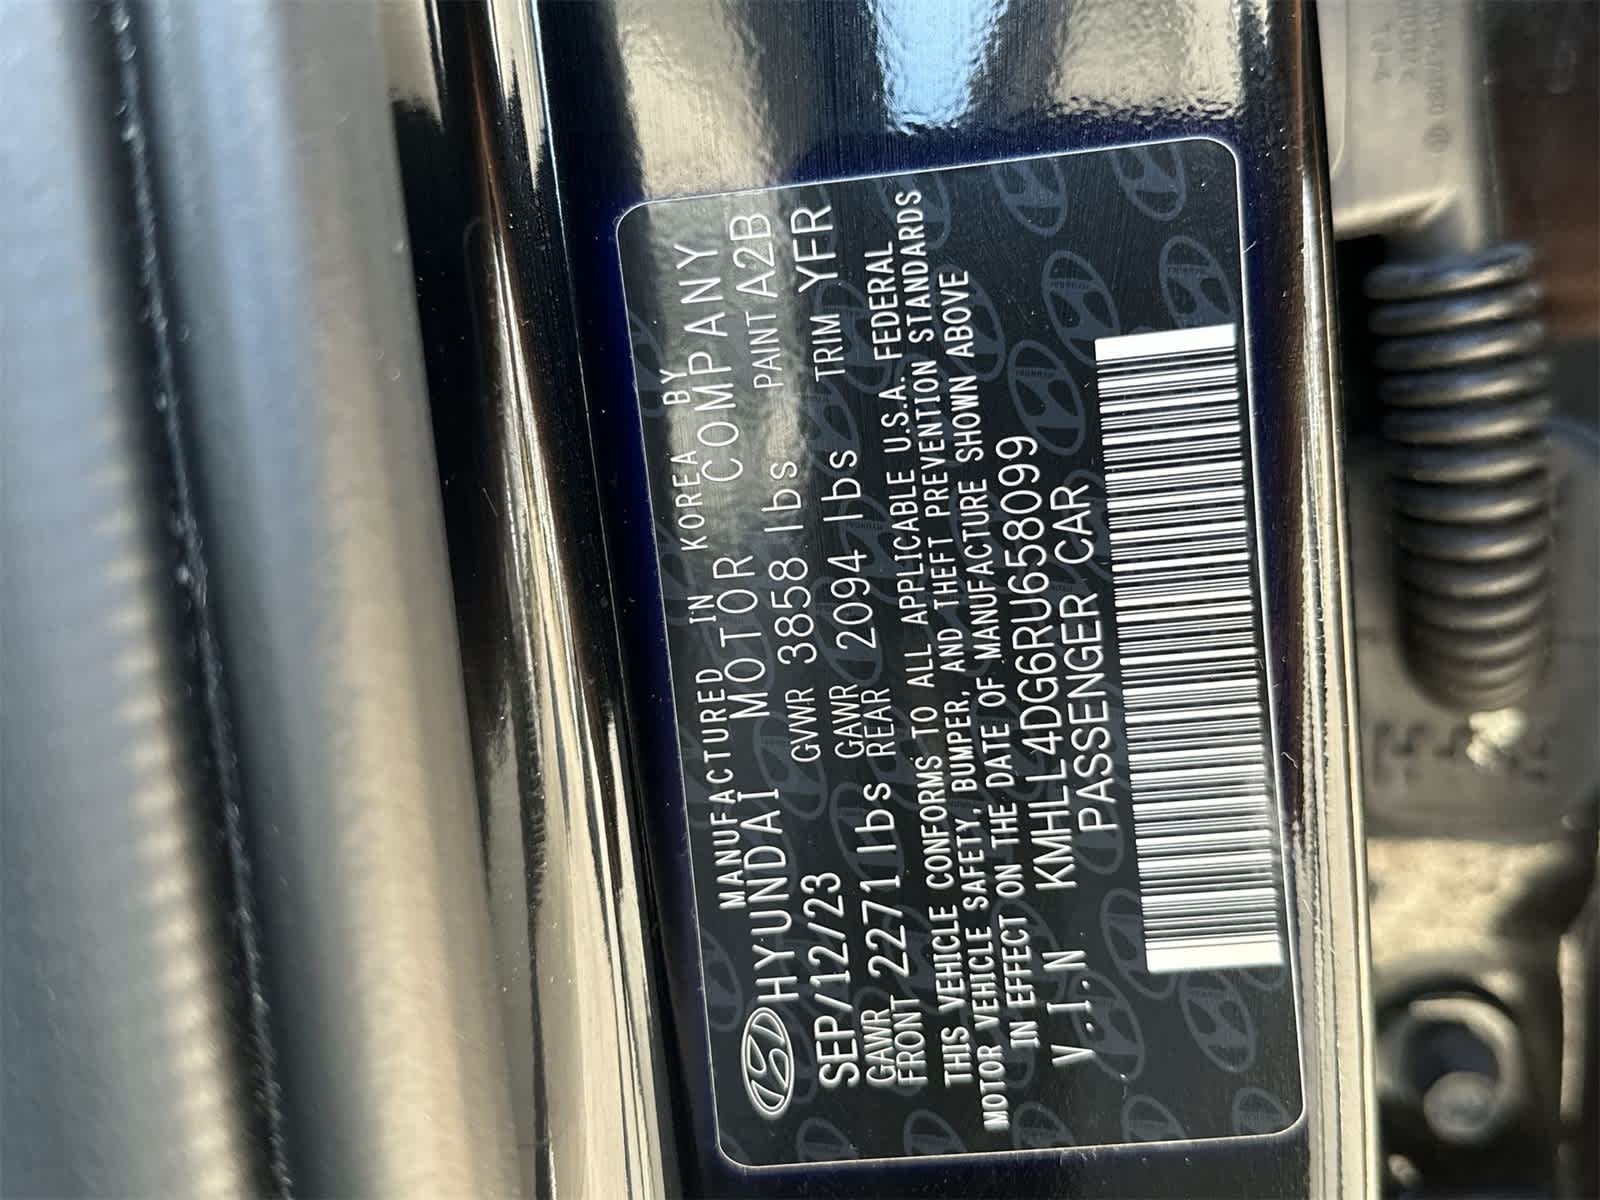 MANUFACTURED IN KOREA BY
HYUNDAI MOTOR COMPANY
SEP/12/23 GVWR 3858 lbs PAINT A2B
GAWR FRONT 2271lbs GAWR REAR 2094 lbs TRIM YFR
THIS VEHICLE CONFORMS TO ALL APPLICABLE U.S.A. FEDERAL
MOTOR VEHICLE SAFETY, BUMPER, AND THEFT PREVENTION STANDARDS
IN EFFECT ON THE DATE OF MANUFACTURE SHOWN ABOVE
V.I.N KMHLL4DG6RU658099
PASSENGER CAR